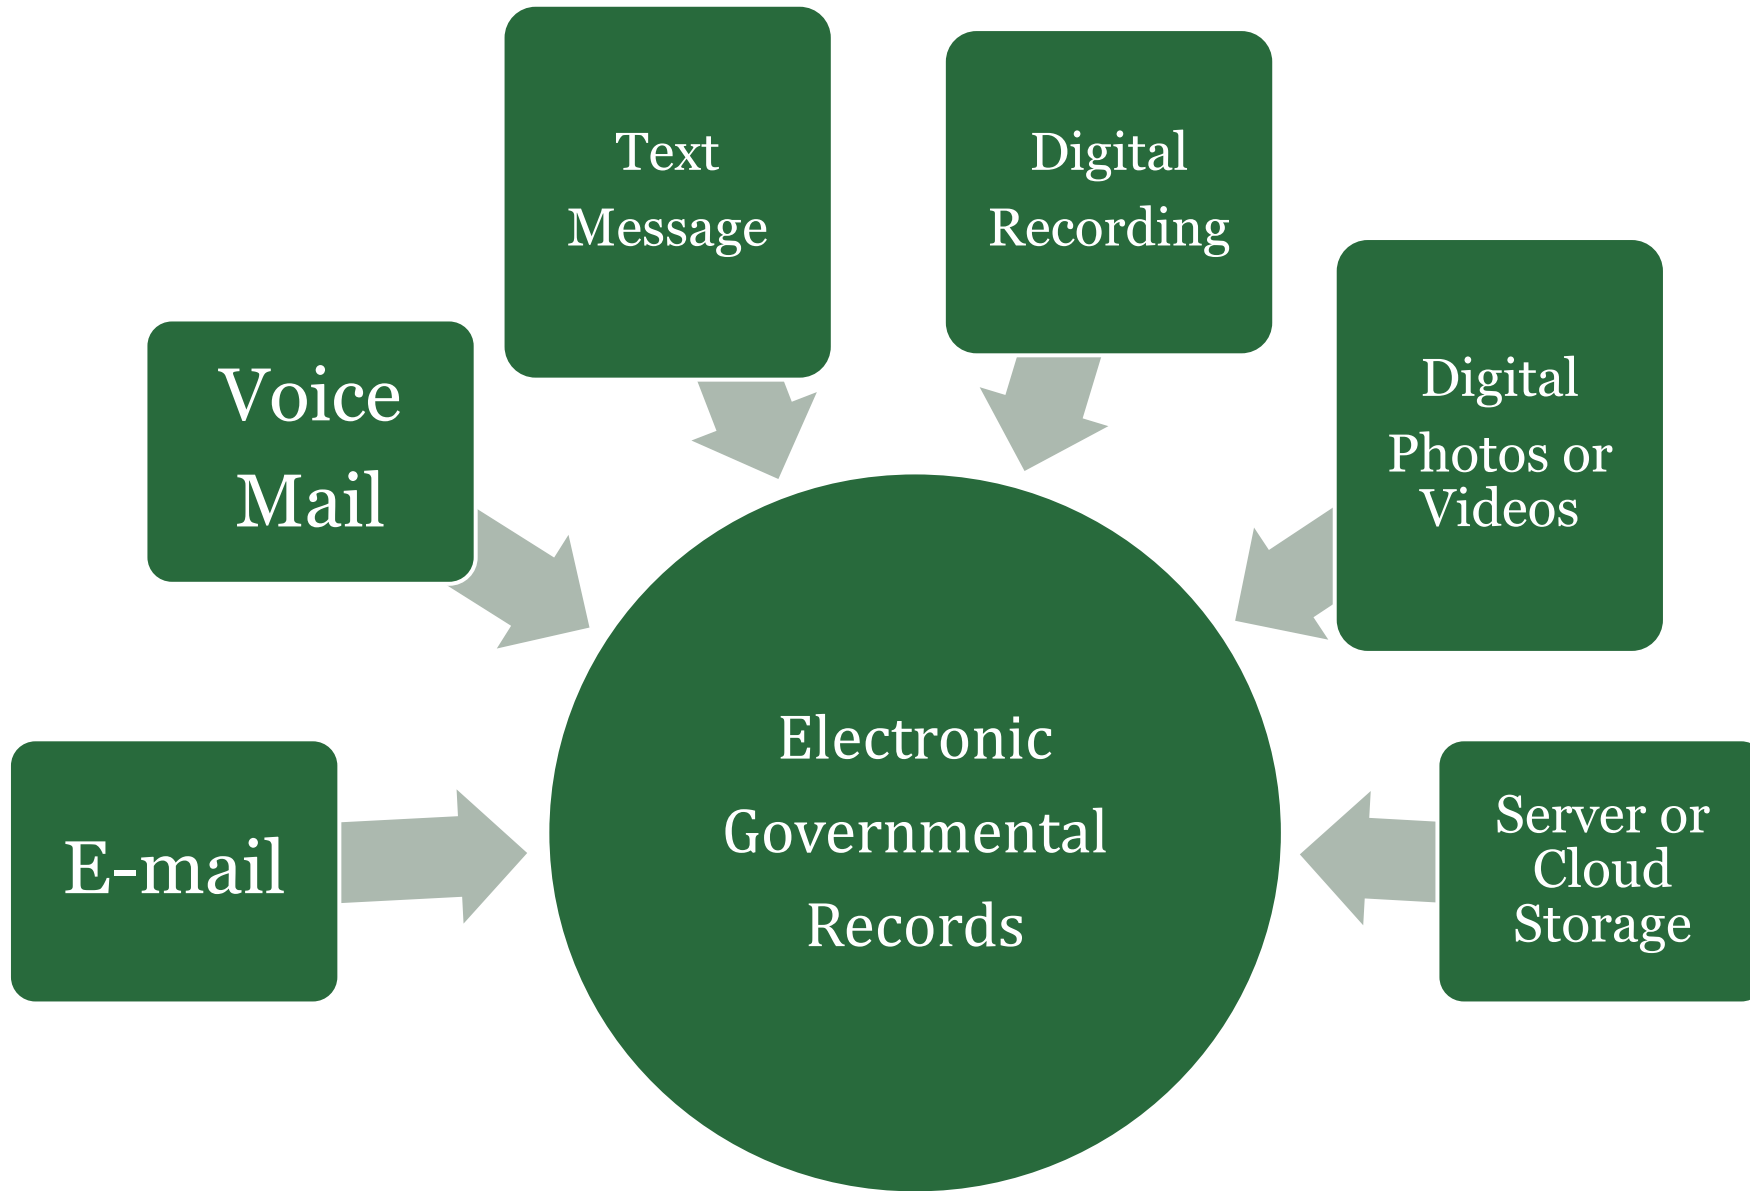 Text
Message
Digital
Recording
Digital
Photos or
Videos
Voice
Mail
E-mail
Electronic
Governmental
Records
Server or
Cloud
Storage